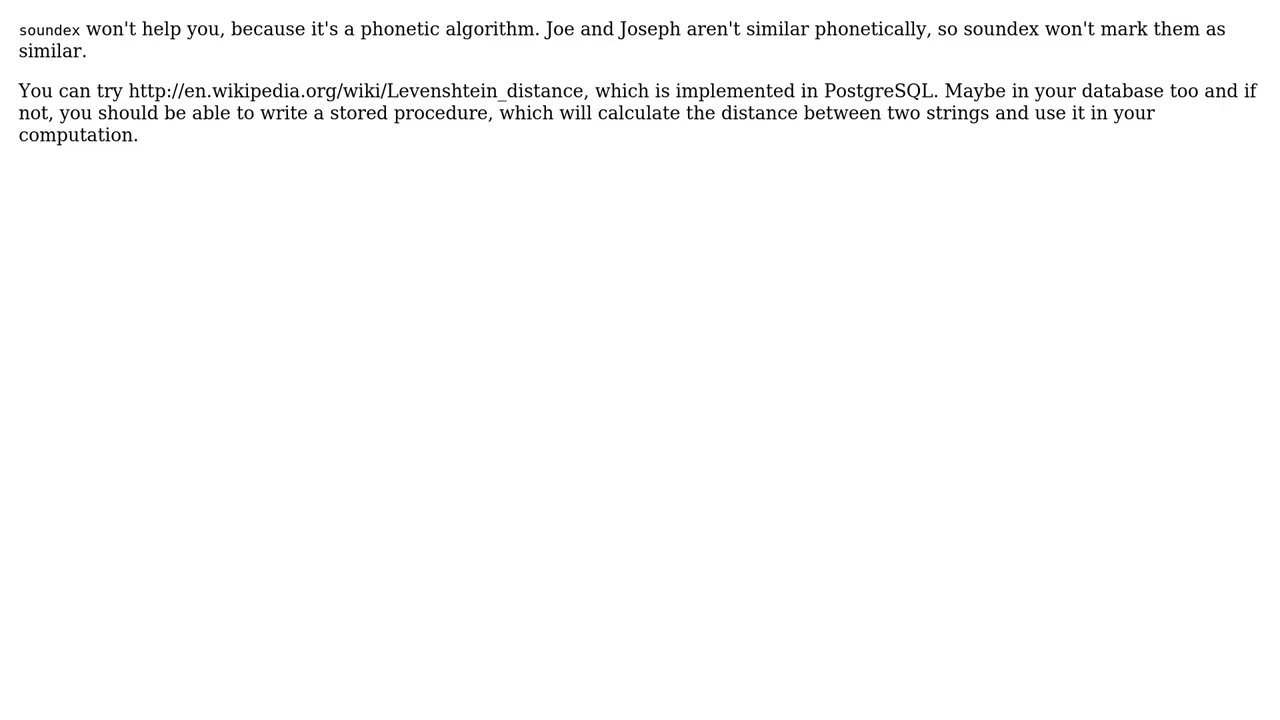 soundex won't help you, because it's a phonetic algorithm. Joe and Joseph aren't similar phonetically, so soundex won't mark them as
similar.
You can try http://en.wikipedia.org/wiki/Levenshtein_distance, which is implemented in PostgreSQL. Maybe in your database too and if
not, you should be able to write a stored procedure, which will calculate the distance between two strings and use it in your
computation.